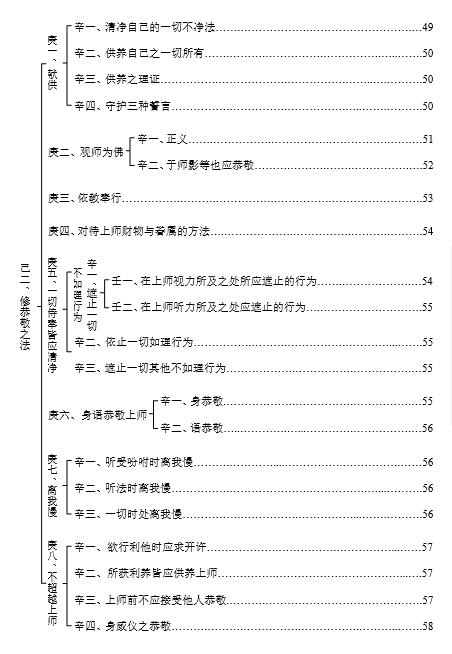 己二、修恭敬之法
庚一、欲供
辛一、清净自己的一切不净法 49
辛二、供养自己之一切所有 50
辛三、供养之理证 50
辛四、守护三种誓言 50
庚二、观师为佛
辛一、正义 51
辛二、于师影等也应恭敬 52
庚三、依教奉行 53
庚四、对待上师财物与眷属的方法 54
庚五、一切侍奉皆应清净
辛一、遮止一切不如理行为
壬一、在上师视力所及之处所应遮止的行为 54
壬二、在上师听力所及之处应遮止的行为 55
辛二、依止一切如理行为 55
辛三、遮止一切其他不如理行为 55
庚六、身语恭敬上师
辛一、身恭敬 55
辛二、语恭敬 56
庚七、离我慢
辛一、听受吩咐时离我慢 56
辛二、听法时离我慢 56
辛三、一切时处离我慢 56
庚八、不超越上师
辛一、欲行利他时应求开许 57
辛二、所获利养皆应供养上师 57
辛三、上师前不应接受他人恭敬 57
辛四、身威仪之恭敬 58